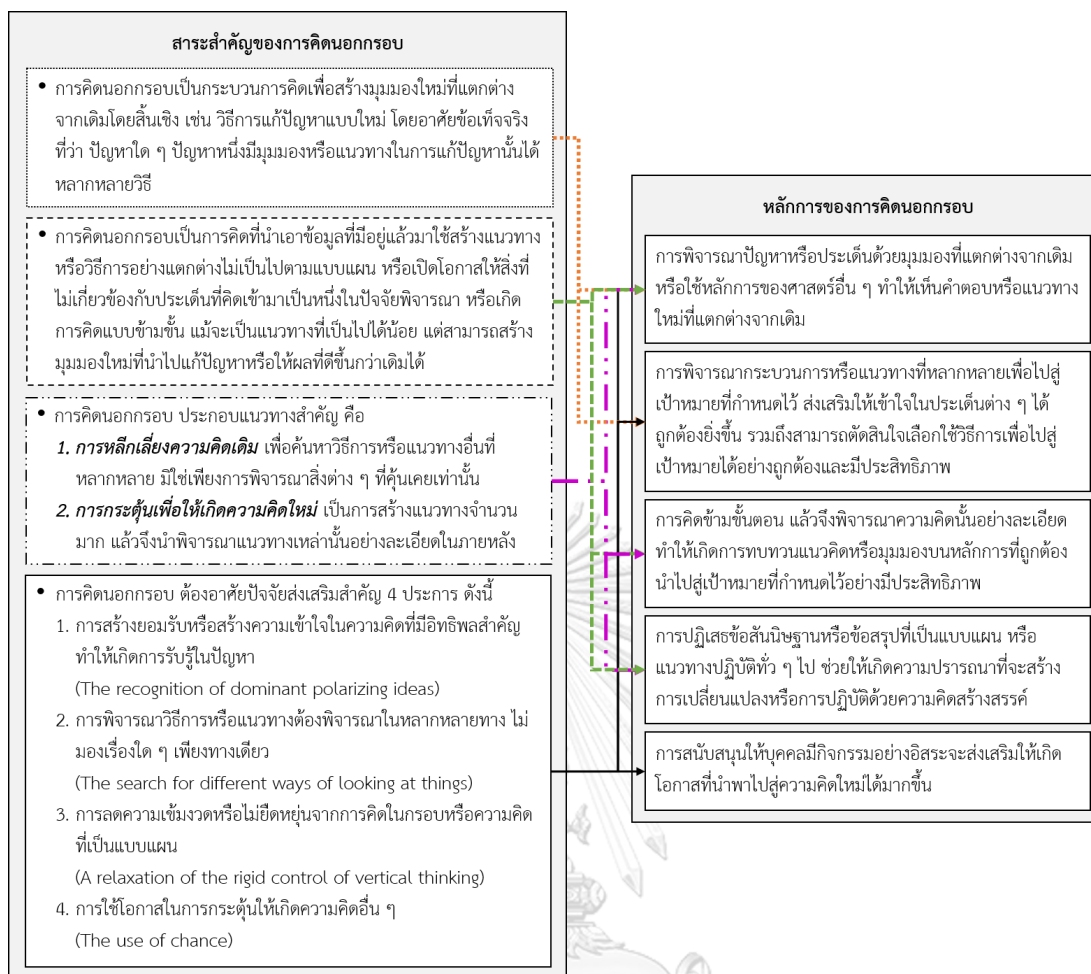 สาระสำคัญของการคิดนอกกรอบ
• การคิดนอกกรอบเป็นกระบวนการคิดเพื่อสร้างมุมมองใหม่ที่แตกต่าง
จากเดิมโดยสิ้นเชิง เช่น วิธีการแก้ปัญหาแบบใหม่ โดยอาศัยข้อเท็จจริง
ที่ว่า ปัญหาใด ๆ ปัญหาหนึ่งมีมุมมองหรือแนวทางในการแก้ปัญหานั้นได้
หลากหลายวิธี
• การคิดนอกกรอบเป็นการคิดที่นำเอาข้อมูลที่มีอยู่แล้วมาใช้สร้างแนวทาง
หรือวิธีการอย่างแตกต่างไม่เป็นไปตามแบบแผน หรือเปิดโอกาสให้สิ่งที่
ไม่เกี่ยวข้องกับประเด็นที่คิดเข้ามาเป็นหนึ่งในปัจจัยพิจารณา หรือเกิด
การคิดแบบข้ามขั้น แม้จะเป็นแนวทางที่เป็นไปได้น้อย แต่สามารถสร้าง
มุมมองใหม่ที่นำไปแก้ปัญหาหรือให้ผลที่ดีขึ้นกว่าเดิมได้
• การคิดนอกกรอบ ประกอบแนวทางสำคัญ คือ
1. การหลีกเลี่ยงความคิดเดิม เพื่อค้นหาวิธีการหรือแนวทางอื่นที่
หลากหลาย มิใช่เพียงการพิจารณาสิ่งต่าง ๆ ที่คุ้นเคยเท่านั้น
2. การกระตุ้นเพื่อให้เกิดความคิดใหม่ เป็นการสร้างแนวทางจำนวน
มาก แล้วจึงนำพิจารณาแนวทางเหล่านั้นอย่างละเอียดในภายหลัง
• การคิดนอกกรอบ ต้องอาศัยปัจจัยส่งเสริมสำคัญ 4 ประการ ดังนี้
1. การสร้างยอมรับหรือสร้างความเข้าใจในความคิดที่มีอิทธิพลสำคัญ
ทำให้เกิดการรับรู้ในปัญหา
(The recognition of dominant polarizing ideas)
2. การพิจารณาวิธีการหรือแนวทางต้องพิจารณาในหลากหลายทาง ไม่
มองเรื่องใด ๆ เพียงทางเดียว
(The search for different ways of looking at things)
3. การลดความเข้มงวดหรือไม่ยืดหยุ่นจากการคิดในกรอบหรือความคิด
ที่เป็นแบบแผน
(A relaxation of the rigid control of vertical thinking)
4. การใช้โอกาสในการกระตุ้นให้เกิดความคิดอื่น ๆ
(The use of chance)
หลักการของการคิดนอกกรอบ
การพิจารณาปัญหาหรือประเด็นด้วยมุมมองที่แตกต่างจากเดิม
หรือใช้หลักการของศาสตร์อื่น ๆ ทำให้เห็นคำตอบหรือแนวทาง
ใหม่ที่แตกต่างจากเดิม
การพิจารณากระบวนการหรือแนวทางที่หลากหลายเพื่อไปสู่
เป้าหมายที่กำหนดไว้ ส่งเสริมให้เข้าใจในประเด็นต่าง ๆ ได้
ถูกต้องยิ่งขึ้น รวมถึงสามารถตัดสินใจเลือกใช้วิธีการเพื่อไปสู่
เป้าหมายได้อย่างถูกต้องและมีประสิทธิภาพ
การคิดข้ามขั้นตอน แล้วจึงพิจารณาความคิดนั้นอย่างละเอียด
ทำให้เกิดการทบทวนแนวคิดหรือมุมมองบนหลักการที่ถูกต้อง
นำไปสู่เป้าหมายที่กำหนดไว้อย่างมีประสิทธิภาพ
การปฏิเสธข้อสันนิษฐานหรือข้อสรุปที่เป็นแบบแผน หรือ
แนวทางปฏิบัติทั่ว ๆ ไป ช่วยให้เกิดความปรารถนาที่จะสร้าง
การเปลี่ยนแปลงหรือการปฏิบัติด้วยความคิดสร้างสรรค์
การสนับสนุนให้บุคคลมีกิจกรรมอย่างอิสระจะส่งเสริมให้เกิด
โอกาสที่นำพาไปสู่ความคิดใหม่ได้มากขึ้น